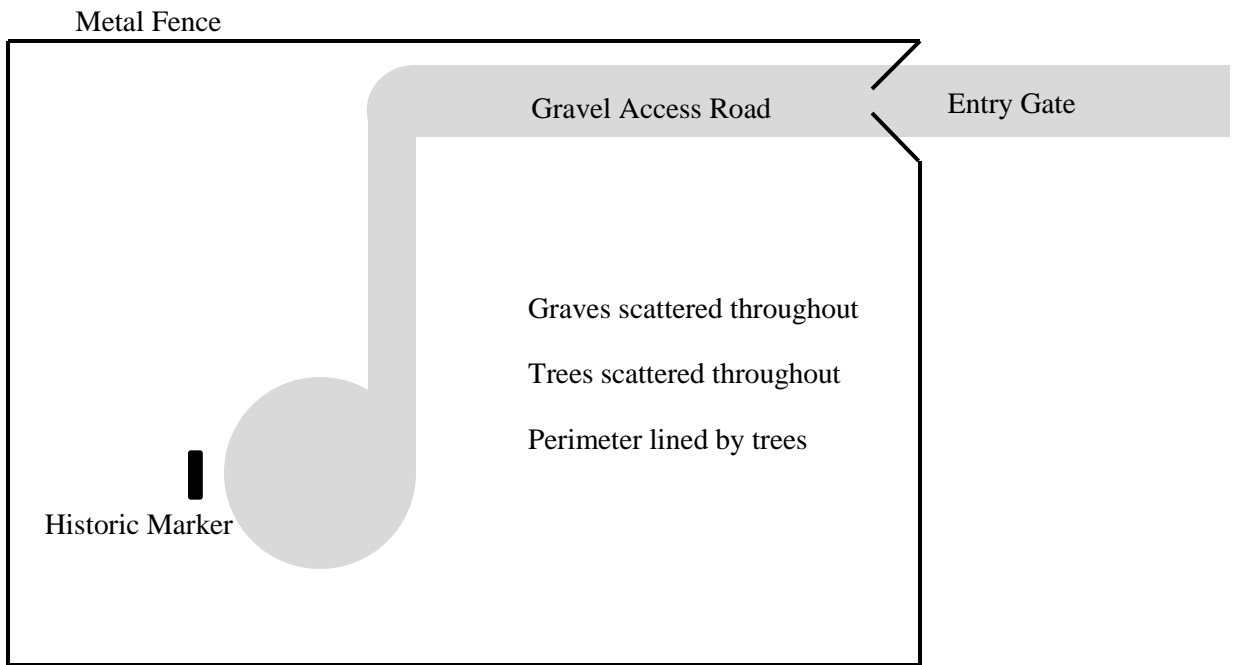 Metal Fence
Gravel Access Road
Entry Gate
Graves scattered throughout
Trees scattered throughout
Perimeter lined by trees
Historic Marker